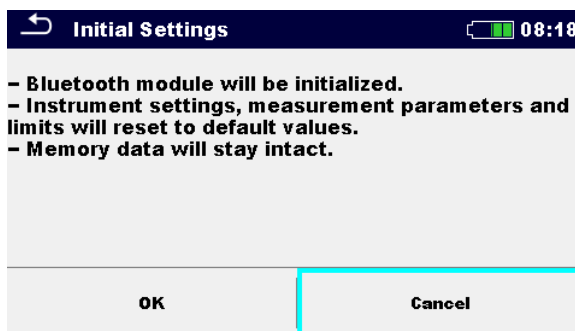 Initial Settings
08:18
– Bluetooth module will be initialized.
– Instrument settings, measurement parameters and
limits will reset to default values.
– Memory data will stay intact.
OK
Cancel